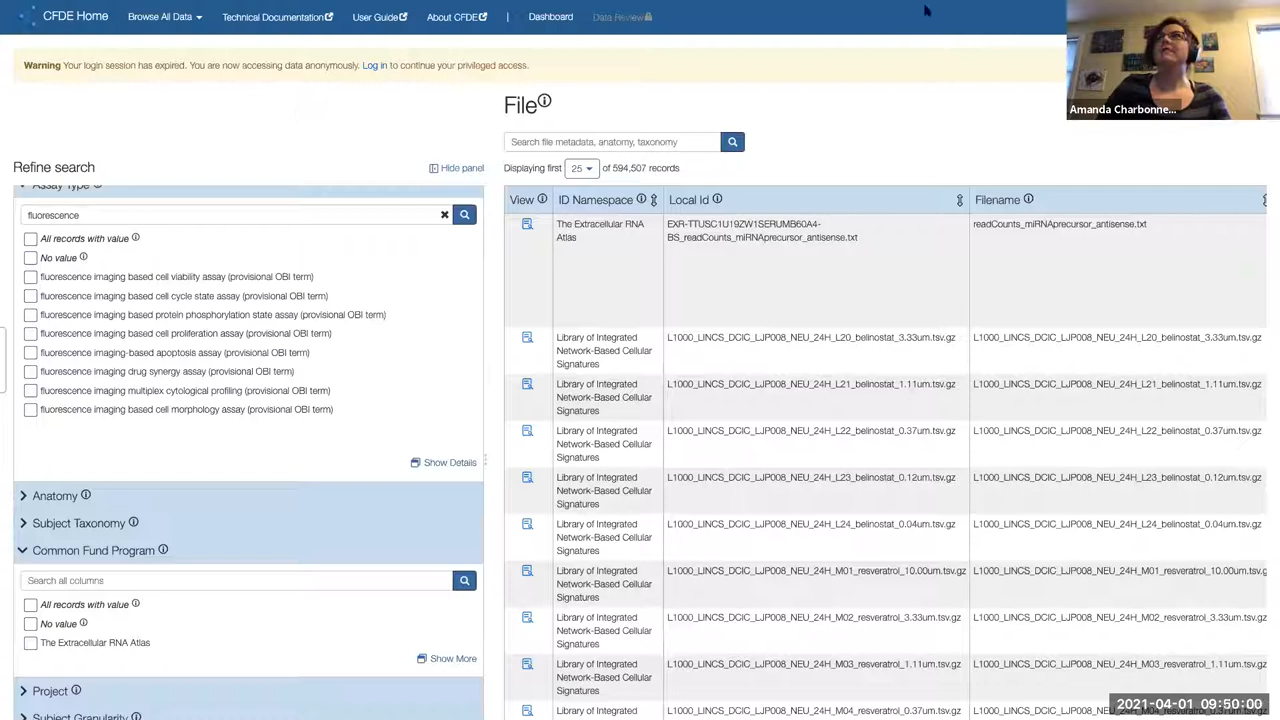 CFDE Home Browse All Data Technical Documentation User Guide About CFDE | Dashboard Data Review
Warning Your login session has expired. You are now accessing data anonymously. Log in to continue your privileged access.
Amanda Charbonne...
File
Search file metadata, anatomy, taxonomy
Refine search
Hide panel
Displaying first 25 of 594,507 records
Assay Type
fluorescence
All records with value
No value
fluorescence imaging based cell viability assay (provisional OBI term)
fluorescence imaging based cell cycle state assay (provisional OBI term)
fluorescence imaging based protein phosphorylation state assay (provisional OBI term)
fluorescence imaging based cell proliferation assay (provisional OBI term)
fluorescence imaging-based apoptosis assay (provisional OBI term)
fluorescence imaging drug synergy assay (provisional OBI term)
fluorescence imaging multiplex cytological profiling (provisional OBI term)
fluorescence imaging based cell morphology assay (provisional OBI term)
Show Details
Anatomy
Subject Taxonomy
Common Fund Program
Search all columns
All records with value
No value
The Extracellular RNA Atlas
Show More
Project
Subject Granularity
View ID Namespace Local Id Filename
The Extracellular RNA EXR-TTUSC1U19ZW1SERUMB60A4- readCounts_miRNAprecursor_antisense.txt
Atlas BS_readCounts_miRNAprecursor_antisense.txt
Library of Integrated L1000_LINCS_DCIC_LJP008_NEU_24H_L20_belinostat_3.33um.tsv.gz L1000_LINCS_DCIC_LJP008_NEU_24H_L20_belinostat_3.33um.tsv.gz
Network-Based Cellular
Signatures
Library of Integrated L1000_LINCS_DCIC_LJP008_NEU_24H_L21_belinostat_1.11um.tsv.gz L1000_LINCS_DCIC_LJP008_NEU_24H_L21_belinostat_1.11um.tsv.gz
Network-Based Cellular
Signatures
Library of Integrated L1000_LINCS_DCIC_LJP008_NEU_24H_L22_belinostat_0.37um.tsv.gz L1000_LINCS_DCIC_LJP008_NEU_24H_L22_belinostat_0.37um.tsv.gz
Network-Based Cellular
Signatures
Library of Integrated L1000_LINCS_DCIC_LJP008_NEU_24H_L23_belinostat_0.12um.tsv.gz L1000_LINCS_DCIC_LJP008_NEU_24H_L23_belinostat_0.12um.tsv.gz
Network-Based Cellular
Signatures
Library of Integrated L1000_LINCS_DCIC_LJP008_NEU_24H_L24_belinostat_0.04um.tsv.gz L1000_LINCS_DCIC_LJP008_NEU_24H_L24_belinostat_0.04um.tsv.gz
Network-Based Cellular
Signatures
Library of Integrated L1000_LINCS_DCIC_LJP008_NEU_24H_M01_resveratrol_10.00um.tsv.gz L1000_LINCS_DCIC_LJP008_NEU_24H_M01_resveratrol_10.00um.tsv.g
Network-Based Cellular
Signatures
Library of Integrated L1000_LINCS_DCIC_LJP008_NEU_24H_M02_resveratrol_3.33um.tsv.gz L1000_LINCS_DCIC_LJP008_NEU_24H_M02_resveratrol_3.33um.tsv.gz
Network-Based Cellular
Signatures
Library of Integrated L1000_LINCS_DCIC_LJP008_NEU_24H_M03_resveratrol_1.11um.tsv.gz L1000_LINCS_DCIC_LJP008_NEU_24H_M03_resveratrol_1.11um.tsv.gz
Network-Based Cellular
Signatures
Library of Integrated L1000_LINCS_DCIC_LJP008_NEU_24H_M04_resveratrol_0.37um.tsv.gz
2021-04-01 09:50:00